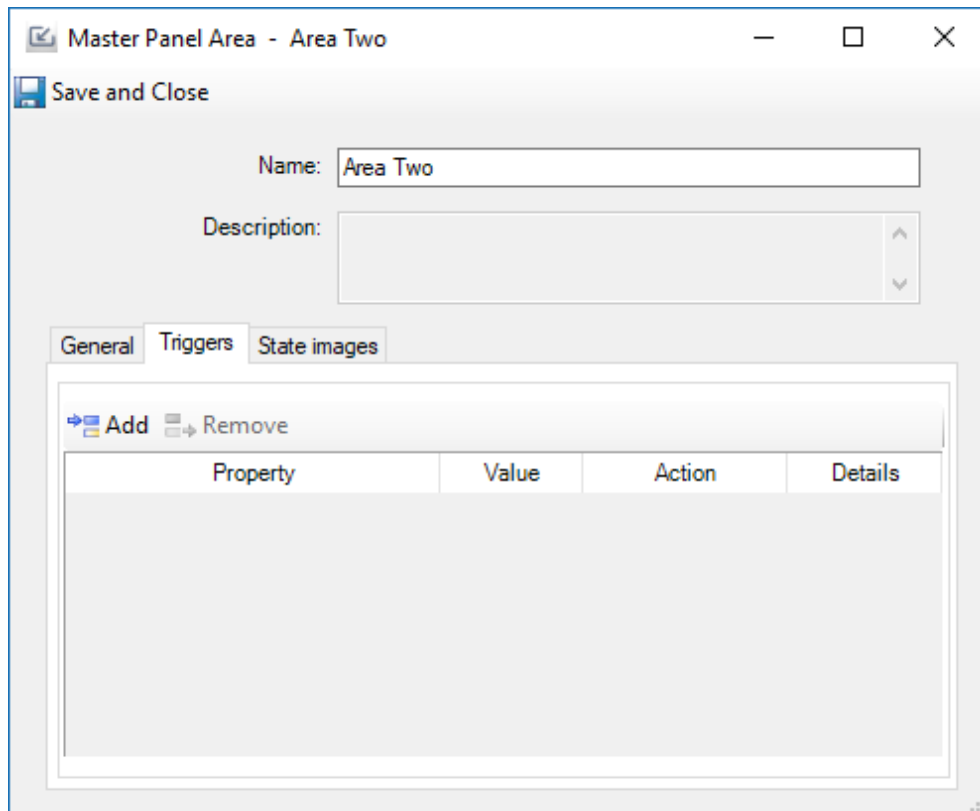 Master Panel Area - Area Two
Save and Close
Name: Area Two
Description:
General Triggers State images
Add Remove
Property Value Action Details